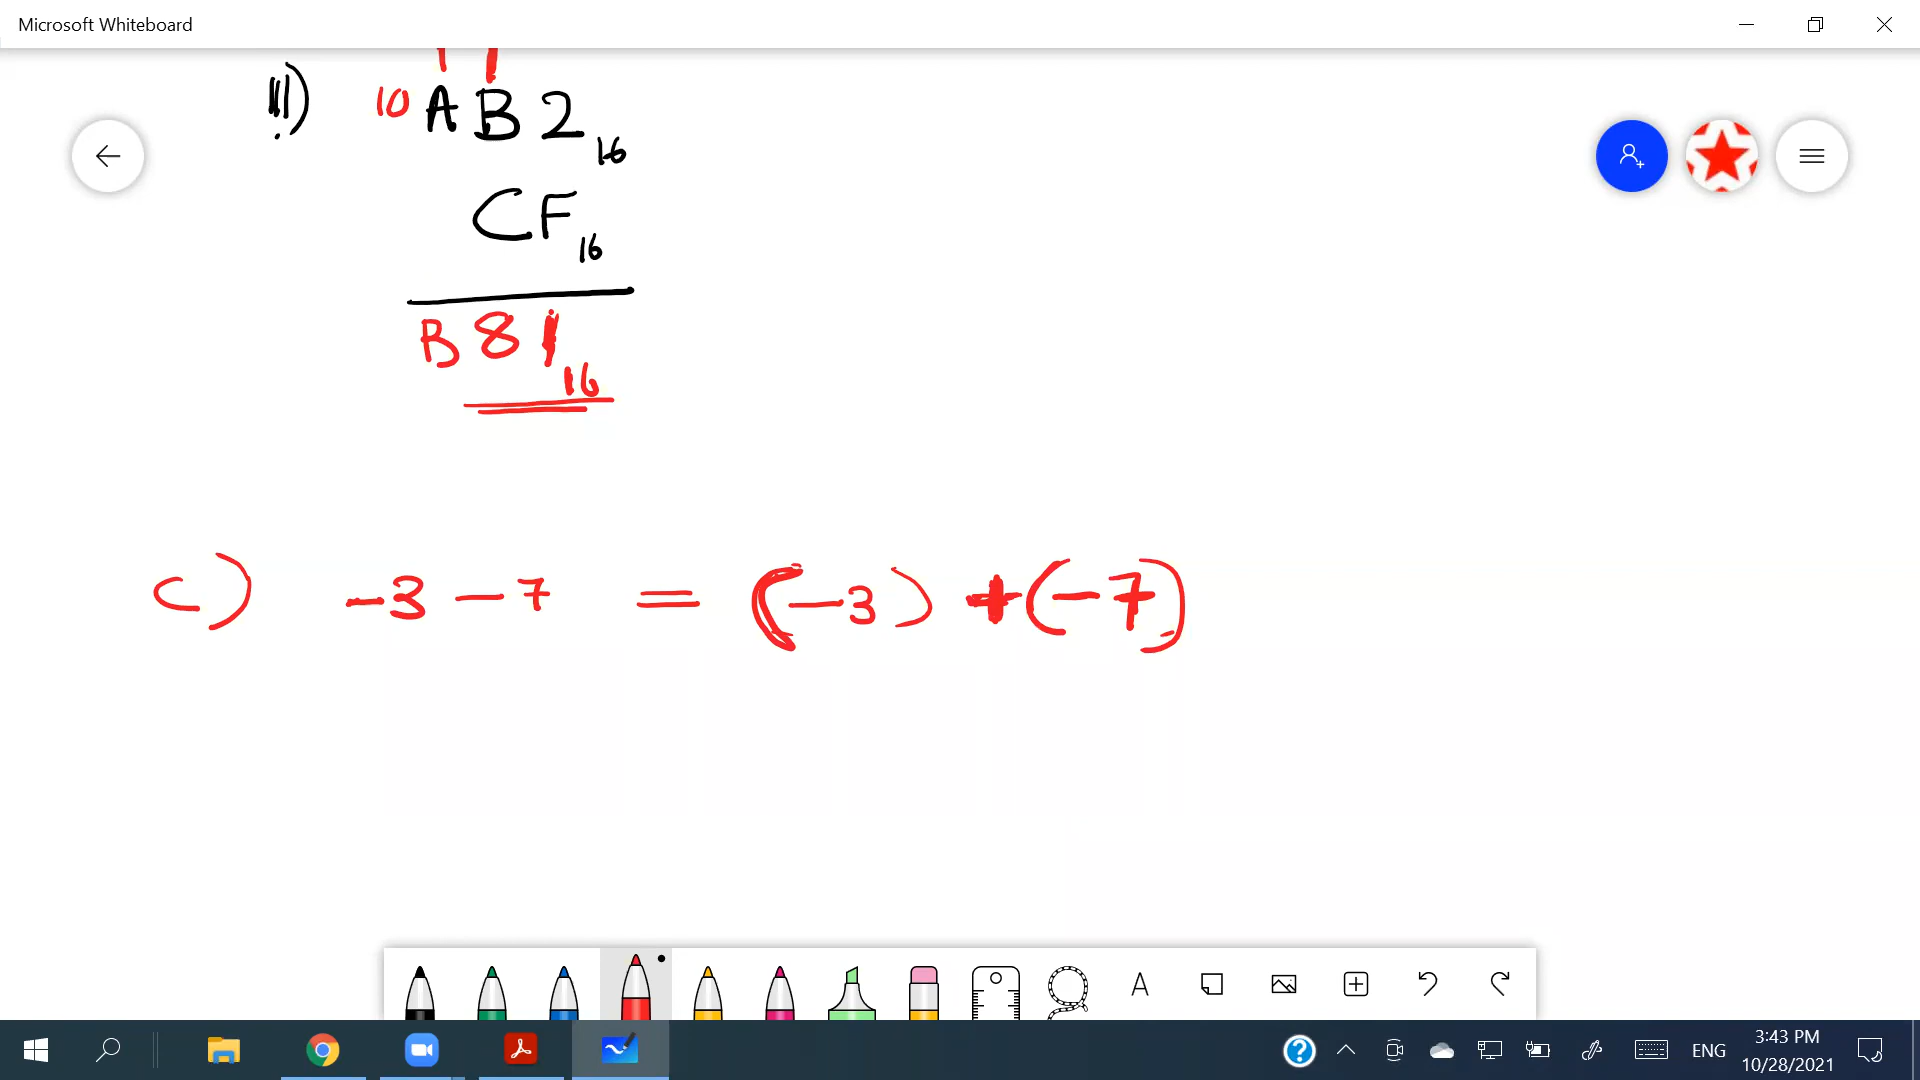 Microsoft Whiteboard
III) 10 A B 2 16
C F 16
B 8 1 16
C) -3 - 7 = (-3) + (-7)
A
ENG
3:43 PM
10/28/2021